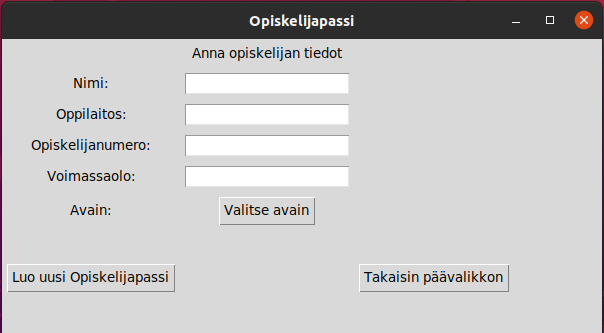 Opiskelijapassi
Anna opiskelijan tiedot
Nimi:
Oppilaitos:
Opiskelijanumero:
Voimassaolo:
Avain: Valitse avain
Luo uusi Opiskelijapassi Takaisin päävalikkon